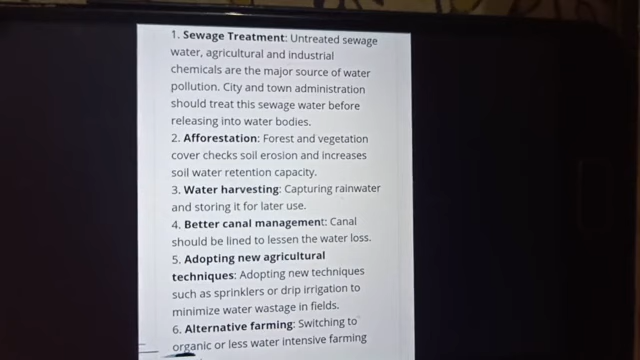 1. Sewage Treatment: Untreated sewage
water, agricultural and industrial
chemicals are the major source of water
pollution. City and town administration
should treat this sewage water before
releasing into water bodies.
2. Afforestation: Forest and vegetation
cover checks soil erosion and increases
soil water retention capacity.
3. Water harvesting: Capturing rainwater
and storing it for later use.
4. Better canal management: Canal
should be lined to lessen the water loss.
5. Adopting new agricultural
techniques: Adopting new techniques
such as sprinklers or drip irrigation to
minimize water wastage in fields.
6. Alternative farming: Switching to
organic or less water intensive farming